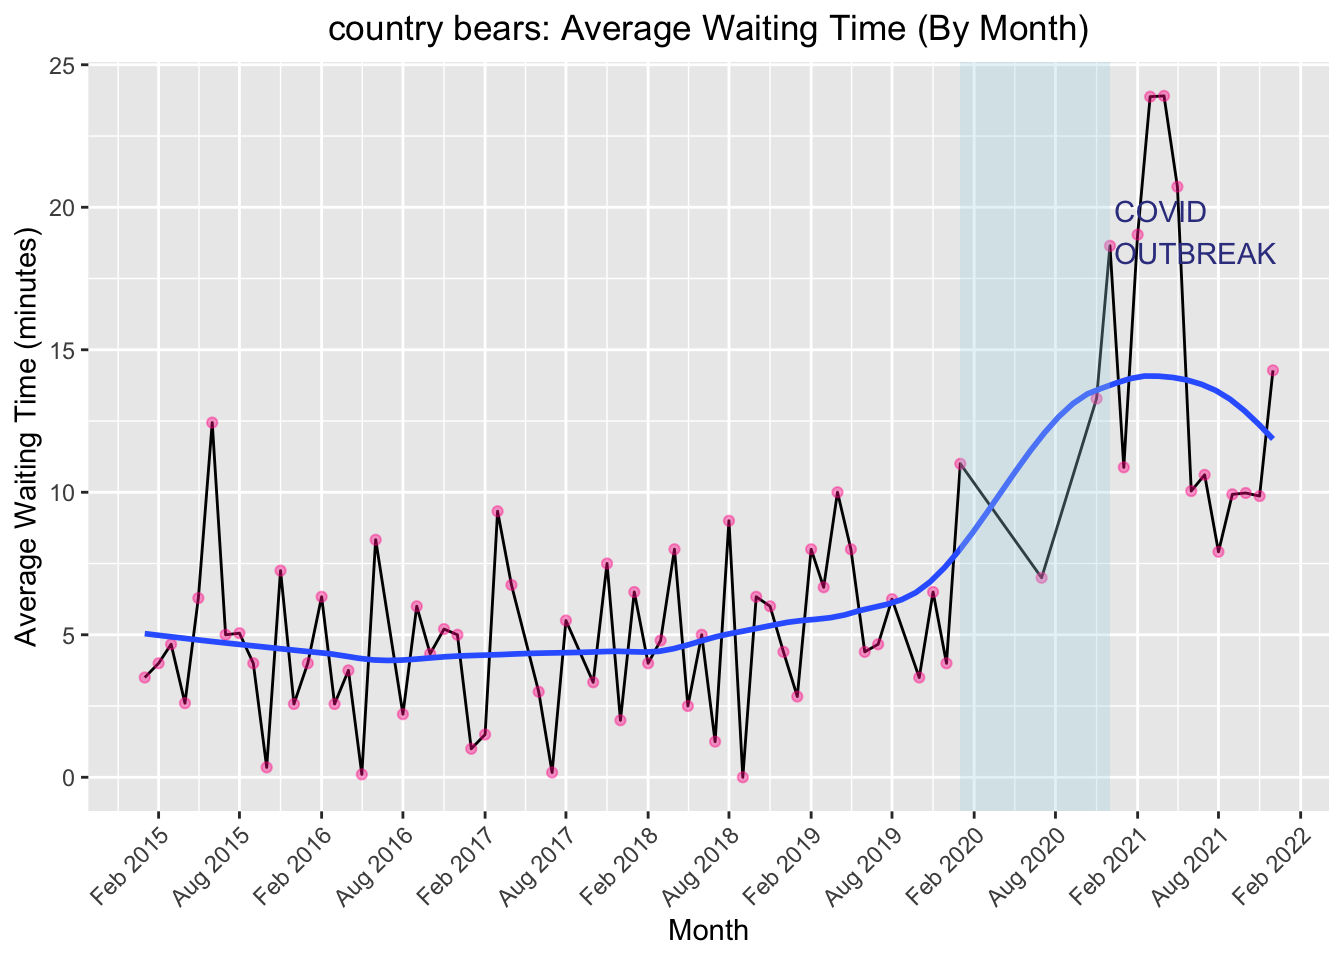 country bears: Average Waiting Time (By Month)
Average Waiting Time (minutes)
25
20
15
10
5
0
COVID
OUTBREAK
Feb 2015
Aug 2015
Feb 2016
Aug 2016
Feb 2017
Aug 2017
Feb 2018
Aug 2018
Feb 2019
Aug 2019
Feb 2020
Aug 2020
Feb 2021
Aug 2021
Feb 2022
Month